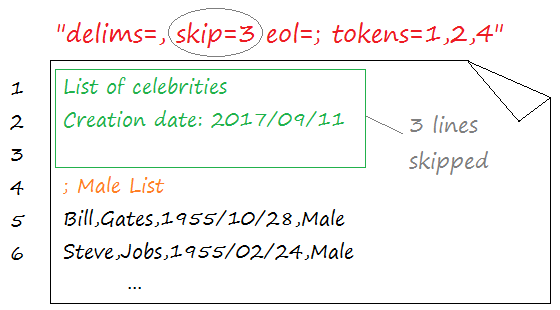 "delims=, skip=3 eol=; tokens=1,2,4"
1 List of celebrities
2 Creation date: 2017/09/11
3
4 ; Male List
5 Bill,Gates,1955/10/28,Male
6 Steve,Jobs,1955/02/24,Male
...
3 lines
skipped